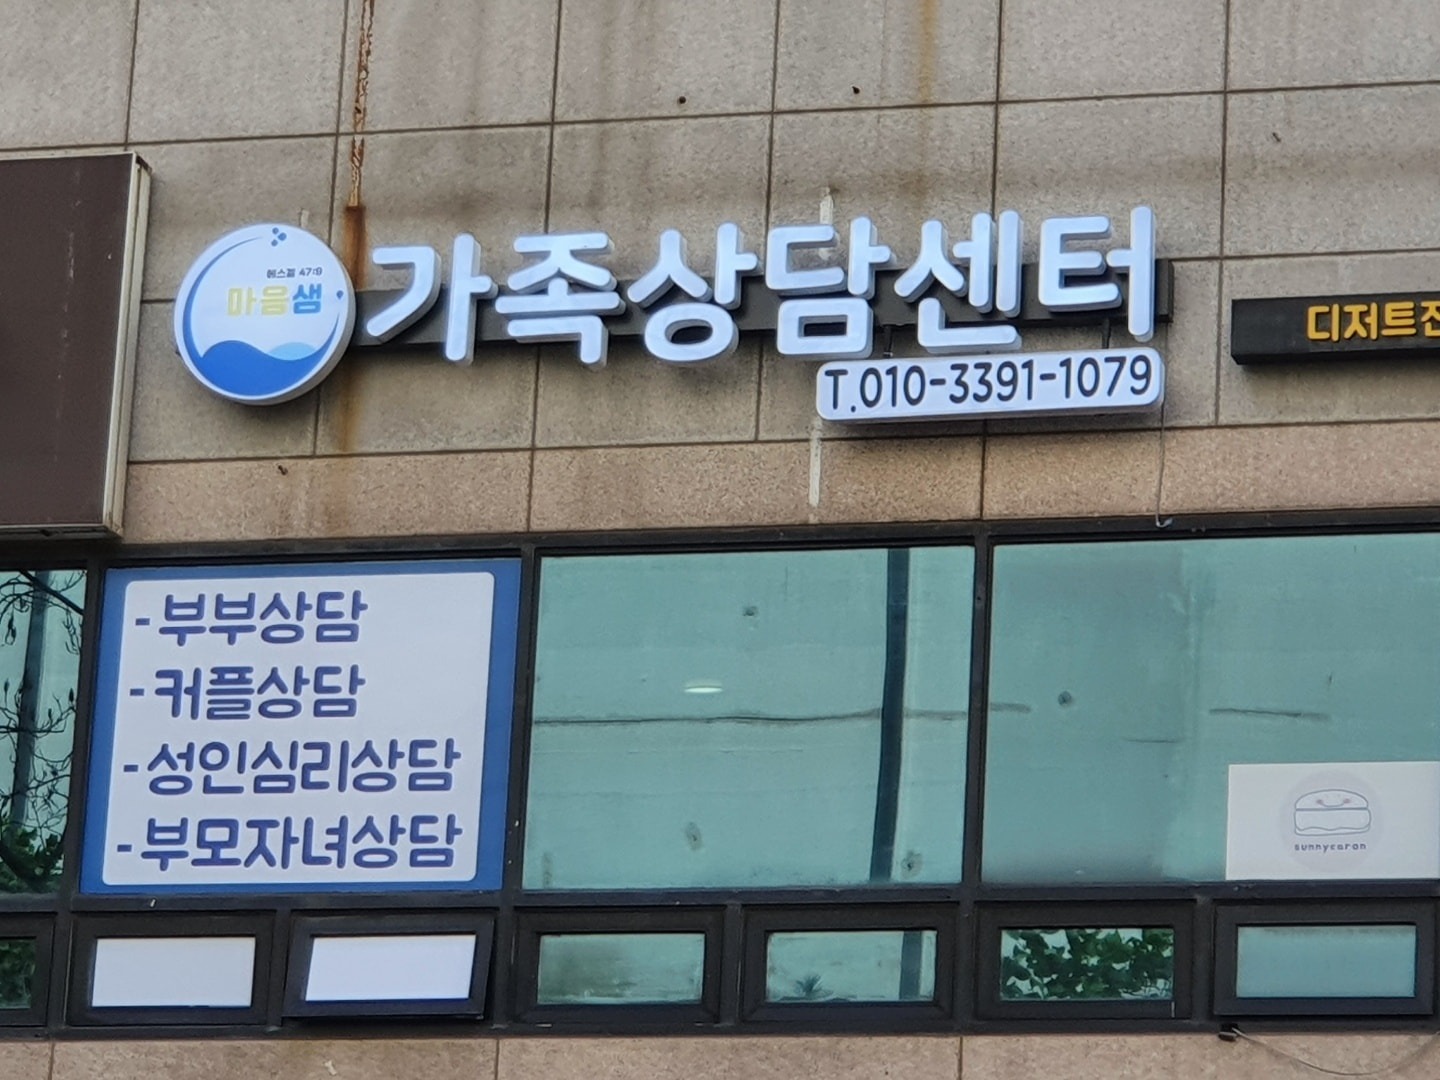 에스겔 47:9
마음샘
가족상담센터
T.010-3391-1079
디저트전
-부부상담
-커플상담
-성인심리상담
-부모자녀상담
sunnycaron